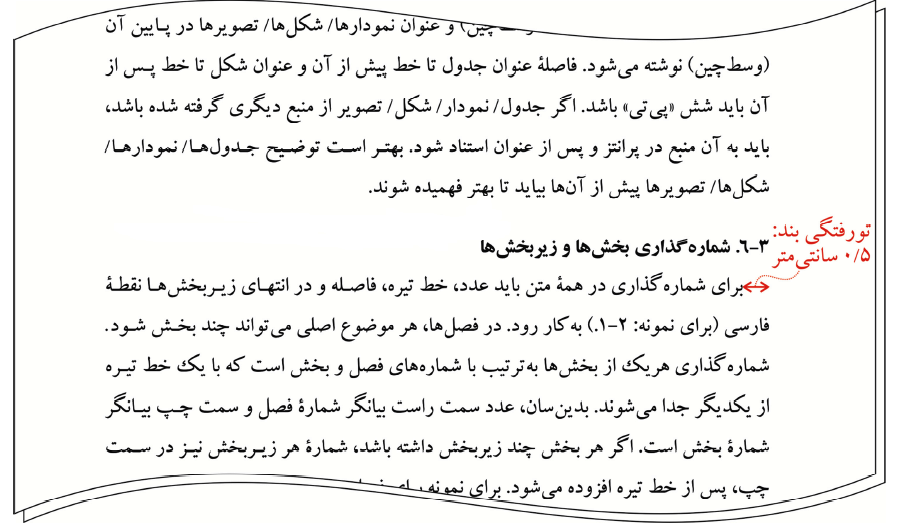 چین) و عنوان نمودارها/ شکل‌ها/ تصویرها در پایین آن
(وسط‌چین) نوشته می‌شود. فاصلۀ عنوان جدول تا خط پیش از آن و عنوان شکل تا خط پس از
آن باید شش «پی‌تی» باشد. اگر جدول/ نمودار/ شکل/ تصویر از منبع دیگری گرفته شده باشد،
باید به آن منبع در پرانتز و پس از عنوان استناد شود. بهتر است توضیح جدول‌ها/ نمودارها/
شکل‌ها/ تصویرها پیش از آن‌ها بیاید تا بهتر فهمیده شوند.
تورفتگی بند:
۰/۵ سانتی‌متر
۳-۶. شماره‌گذاری بخش‌ها و زیربخش‌ها
برای شماره‌گذاری در همۀ متن باید عدد، خط تیره، فاصله و در انتهای زیربخش‌ها نقطۀ
فارسی (برای نمونه: ۲-۱.) به‌کار رود. در فصل‌ها، هر موضوع اصلی می‌تواند چند بخش شود.
شماره‌گذاری هریک از بخش‌ها به‌ترتیب با شماره‌های فصل و بخش است که با یک خط تیره
از یکدیگر جدا می‌شوند. بدین‌سان، عدد سمت راست بیانگر شمارۀ فصل و سمت چپ بیانگر
شمارۀ بخش است. اگر هر بخش چند زیربخش داشته باشد، شمارۀ هر زیربخش نیز در سمت
چپ، پس از خط تیره افزوده می‌شود. برای نمونه